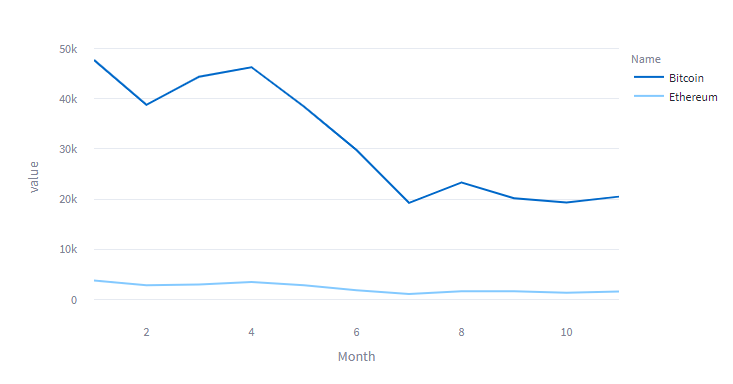 50k
40k
30k
20k
10k
0
value
2 4 6 8 10
Month
Name
Bitcoin
Ethereum